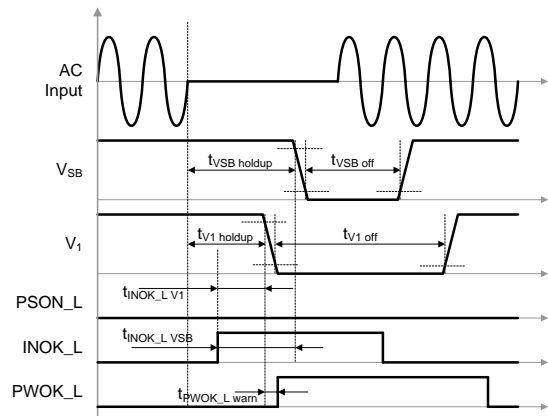 AC
Input
VSB
tVSB holdup
tVSB off
V1
tV1 holdup
tV1 off
PSON_L
tINOK_L V1
INOK_L
tINOK_L VSB
PWOK_L
tPWOK_L warn